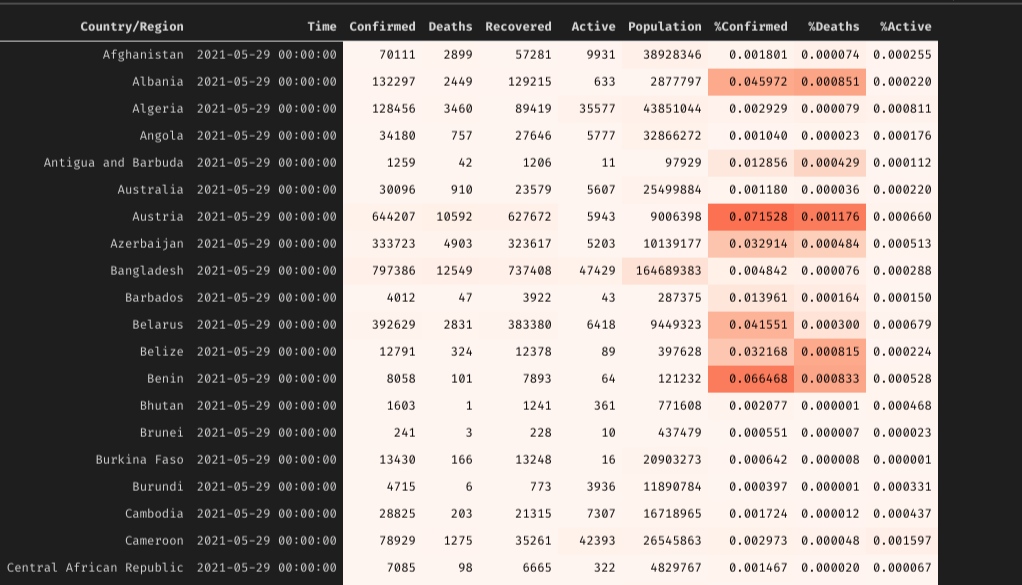 Country/Region Time Confirmed Deaths Recovered Active Population %Confirmed %Deaths %Active
Afghanistan 2021-05-29 00:00:00 70111 2899 57281 9931 38928346 0.001801 0.000074 0.000255
Albania 2021-05-29 00:00:00 132297 2449 129215 633 2877797 0.045972 0.000851 0.000220
Algeria 2021-05-29 00:00:00 128456 3460 89419 35577 43851044 0.002929 0.000079 0.000811
Angola 2021-05-29 00:00:00 34180 757 27646 5777 32866272 0.001040 0.000023 0.000176
Antigua and Barbuda 2021-05-29 00:00:00 1259 42 1206 11 97929 0.012856 0.000429 0.000112
Australia 2021-05-29 00:00:00 30096 910 23579 5607 25499884 0.001180 0.000036 0.000220
Austria 2021-05-29 00:00:00 644207 10592 627672 5943 9006398 0.071528 0.001176 0.000660
Azerbaijan 2021-05-29 00:00:00 333723 4903 323617 5203 10139177 0.032914 0.000484 0.000513
Bangladesh 2021-05-29 00:00:00 797386 12549 737408 47429 164689383 0.004842 0.000076 0.000288
Barbados 2021-05-29 00:00:00 4012 47 3922 43 287375 0.013961 0.000164 0.000150
Belarus 2021-05-29 00:00:00 392629 2831 383380 6418 9449323 0.041551 0.000300 0.000679
Belize 2021-05-29 00:00:00 12791 324 12378 89 397628 0.032168 0.000815 0.000224
Benin 2021-05-29 00:00:00 8058 101 7893 64 121232 0.066468 0.000833 0.000528
Bhutan 2021-05-29 00:00:00 1603 1 1241 361 771608 0.002077 0.000001 0.000468
Brunei 2021-05-29 00:00:00 241 3 228 10 437479 0.000551 0.000007 0.000023
Burkina Faso 2021-05-29 00:00:00 13430 166 13248 16 20903273 0.000642 0.000008 0.000001
Burundi 2021-05-29 00:00:00 4715 6 773 3936 11890784 0.000397 0.000001 0.000331
Cambodia 2021-05-29 00:00:00 28825 203 21315 7307 16718965 0.001724 0.000012 0.000437
Cameroon 2021-05-29 00:00:00 78929 1275 35261 42393 26545863 0.002973 0.000048 0.001597
Central African Republic 2021-05-29 00:00:00 7085 98 6665 322 4829767 0.001467 0.000020 0.000067